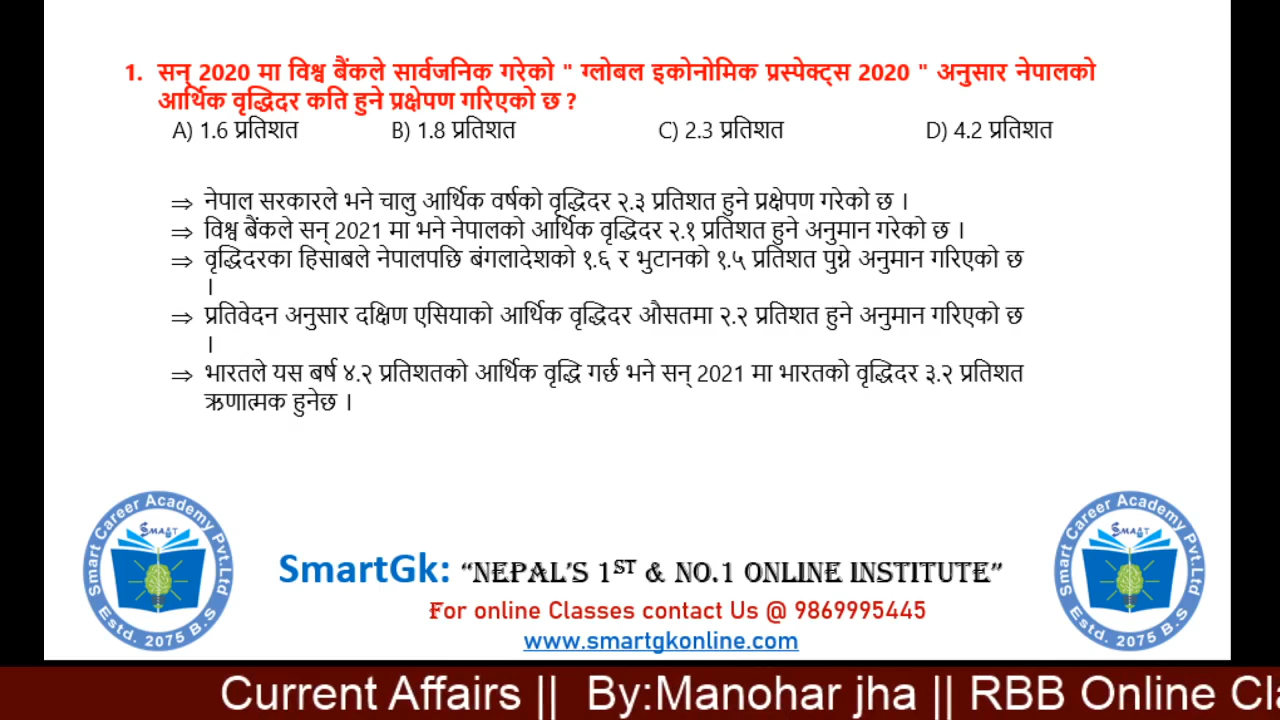 1. सन् 2020 मा विश्व बैंकले सार्वजनिक गरेको " ग्लोबल इकोनोमिक प्रस्पेक्ट्स 2020 " अनुसार नेपालको
आर्थिक वृद्धिदर कति हुने प्रक्षेपण गरिएको छ ?
A) 1.6 प्रतिशत B) 1.8 प्रतिशत C) 2.3 प्रतिशत D) 4.2 प्रतिशत
⇒ नेपाल सरकारले भने चालु आर्थिक वर्षको वृद्धिदर २.३ प्रतिशत हुने प्रक्षेपण गरेको छ ।
⇒ विश्व बैंकले सन् 2021 मा भने नेपालको आर्थिक वृद्धिदर २.१ प्रतिशत हुने अनुमान गरेको छ ।
⇒ वृद्धिदरका हिसाबले नेपालपछि बंगलादेशको १.६ र भुटानको १.५ प्रतिशत पुग्ने अनुमान गरिएको छ
।
⇒ प्रतिवेदन अनुसार दक्षिण एसियाको आर्थिक वृद्धिदर औसतमा २.२ प्रतिशत हुने अनुमान गरिएको छ
।
⇒ भारतले यस बर्ष ४.२ प्रतिशतको आर्थिक वृद्धि गर्छ भने सन् 2021 मा भारतको वृद्धिदर ३.२ प्रतिशत
ऋणात्मक हुनेछ ।
Smart Career Academy Pvt.Ltd
SMART
Estd. 2075 B.S
SmartGk: “NEPAL’S 1ST & NO.1 ONLINE INSTITUTE”
For online Classes contact Us @ 9869995445
www.smartgkonline.com
Smart Career Academy Pvt.Ltd
SMART
Estd. 2075 B.S
Current Affairs || By:Manohar jha || RBB Online Cla